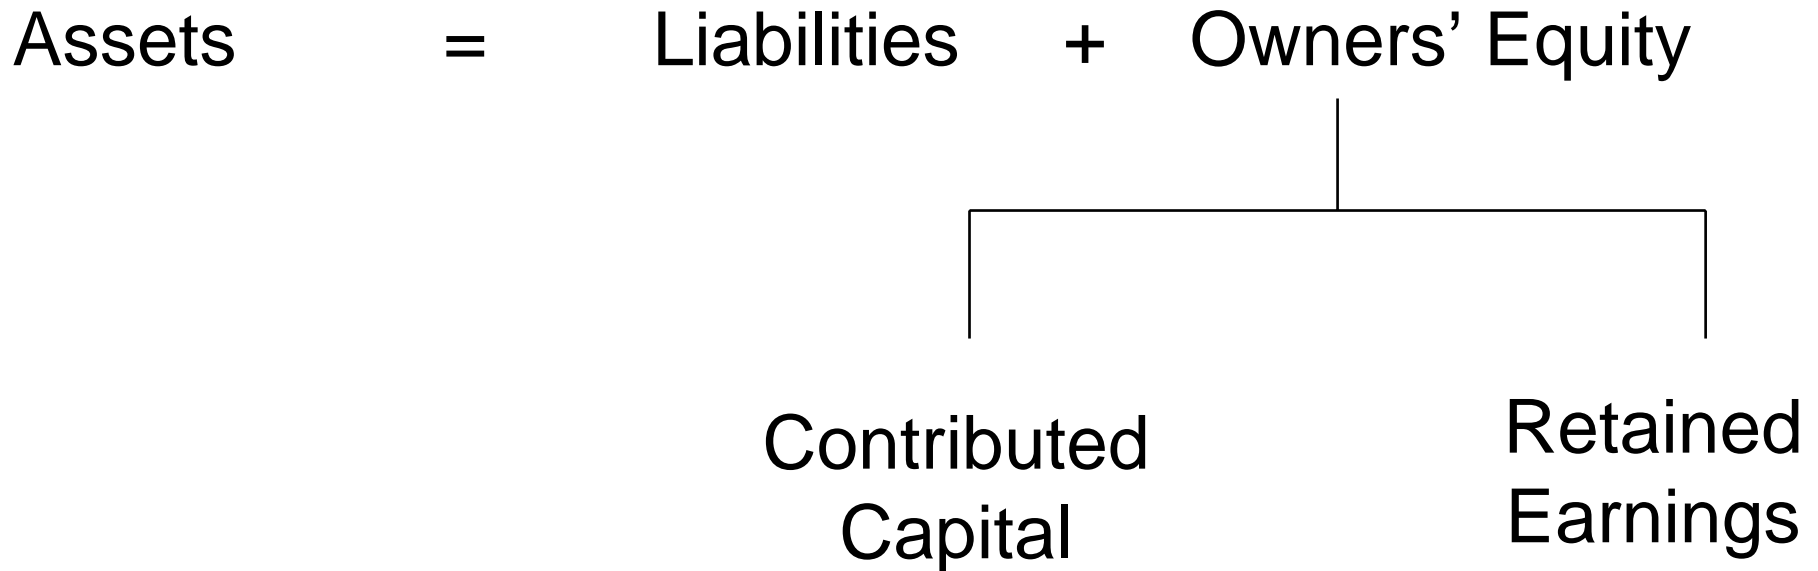 Assets = Liabilities + Owners’ Equity
Contributed
Capital
Retained
Earnings